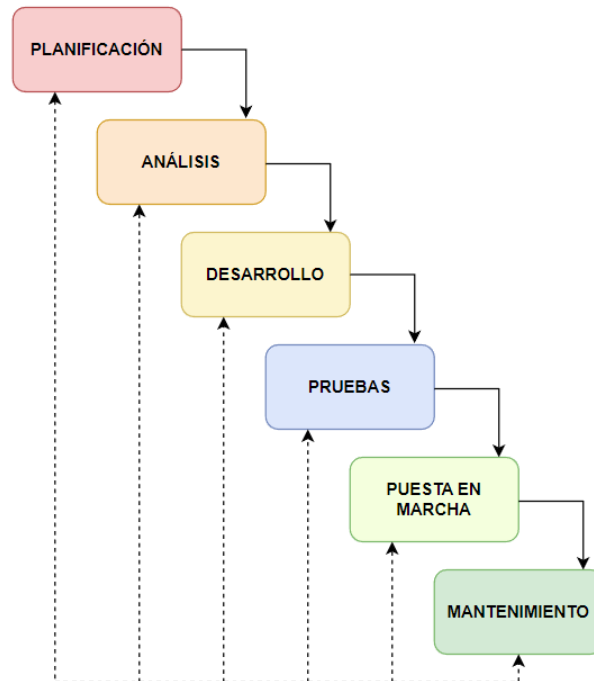 PLANIFICACIÓN
ANÁLISIS
DESARROLLO
PRUEBAS
PUESTA EN
MARCHA
MANTENIMIENTO